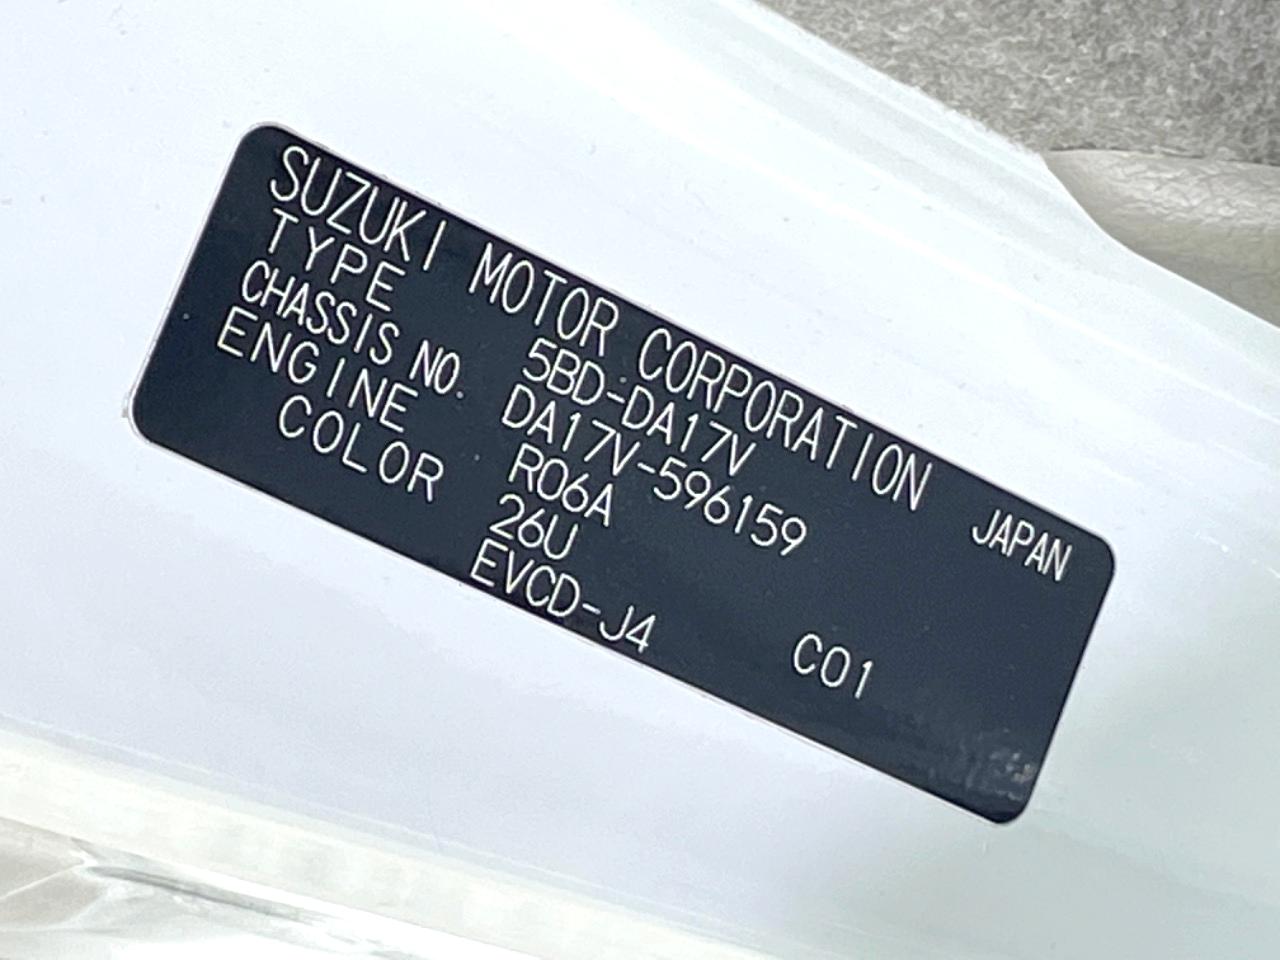 SUZUKI MOTOR CORPORATION JAPAN
TYPE 5BD-DA17V
CHASSIS NO. DA17V-596159
ENGINE R06A
COLOR 26U C01
EVCD-J4